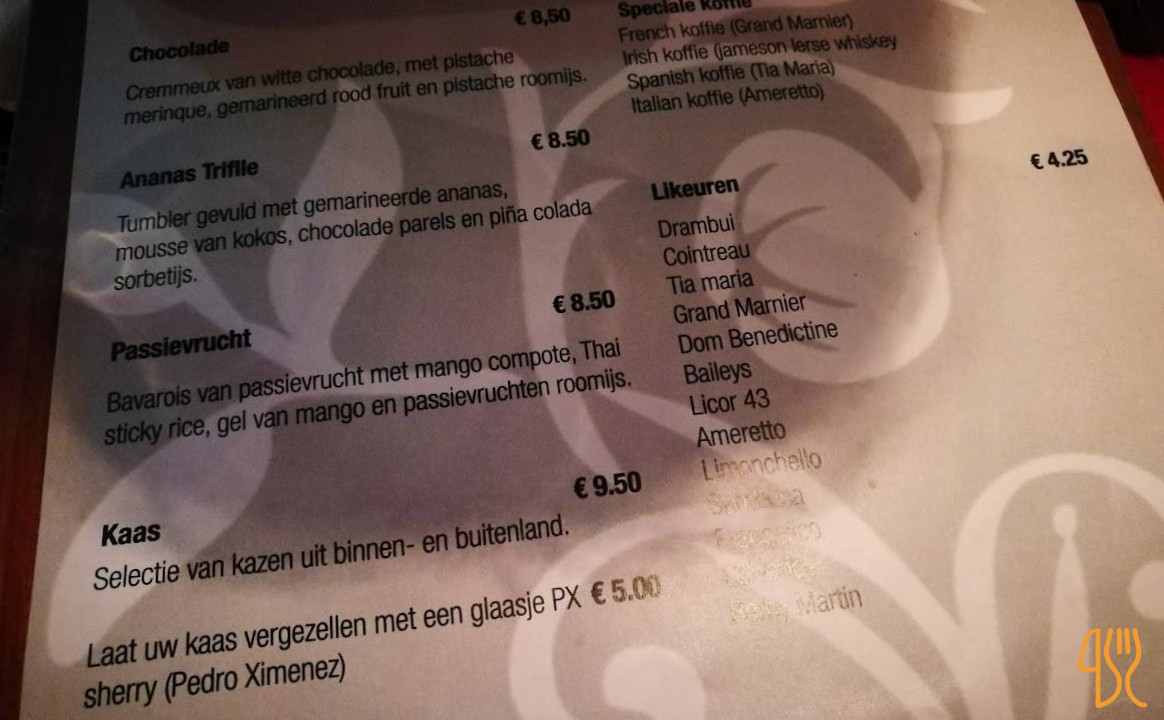 € 8,50
Chocolade
Cremmeux van witte chocolade, met pistache
merinque, gemarineerd rood fruit en pistache roomijs.
€ 8.50
Ananas Triflle
Tumbler gevuld met gemarineerde ananas,
mousse van kokos, chocolade parels en piña colada
sorbetijs.
€ 8.50
Passievrucht
Bavarois van passievrucht met mango compote, Thai
sticky rice, gel van mango en passievruchten roomijs.
€ 9.50
Kaas
Selectie van kazen uit binnen- en buitenland.
Laat uw kaas vergezellen met een glaasje PX € 5.00
sherry (Pedro Ximenez)
Speciale koffie
French koffie (Grand Marnier)
Irish koffie (jameson Ierse whiskey
Spanish koffie (Tia Maria)
Italian koffie (Ameretto)
€ 4.25
Likeuren
Drambui
Cointreau
Tia maria
Grand Marnier
Dom Benedictine
Baileys
Licor 43
Ameretto
Limonchello
Martin